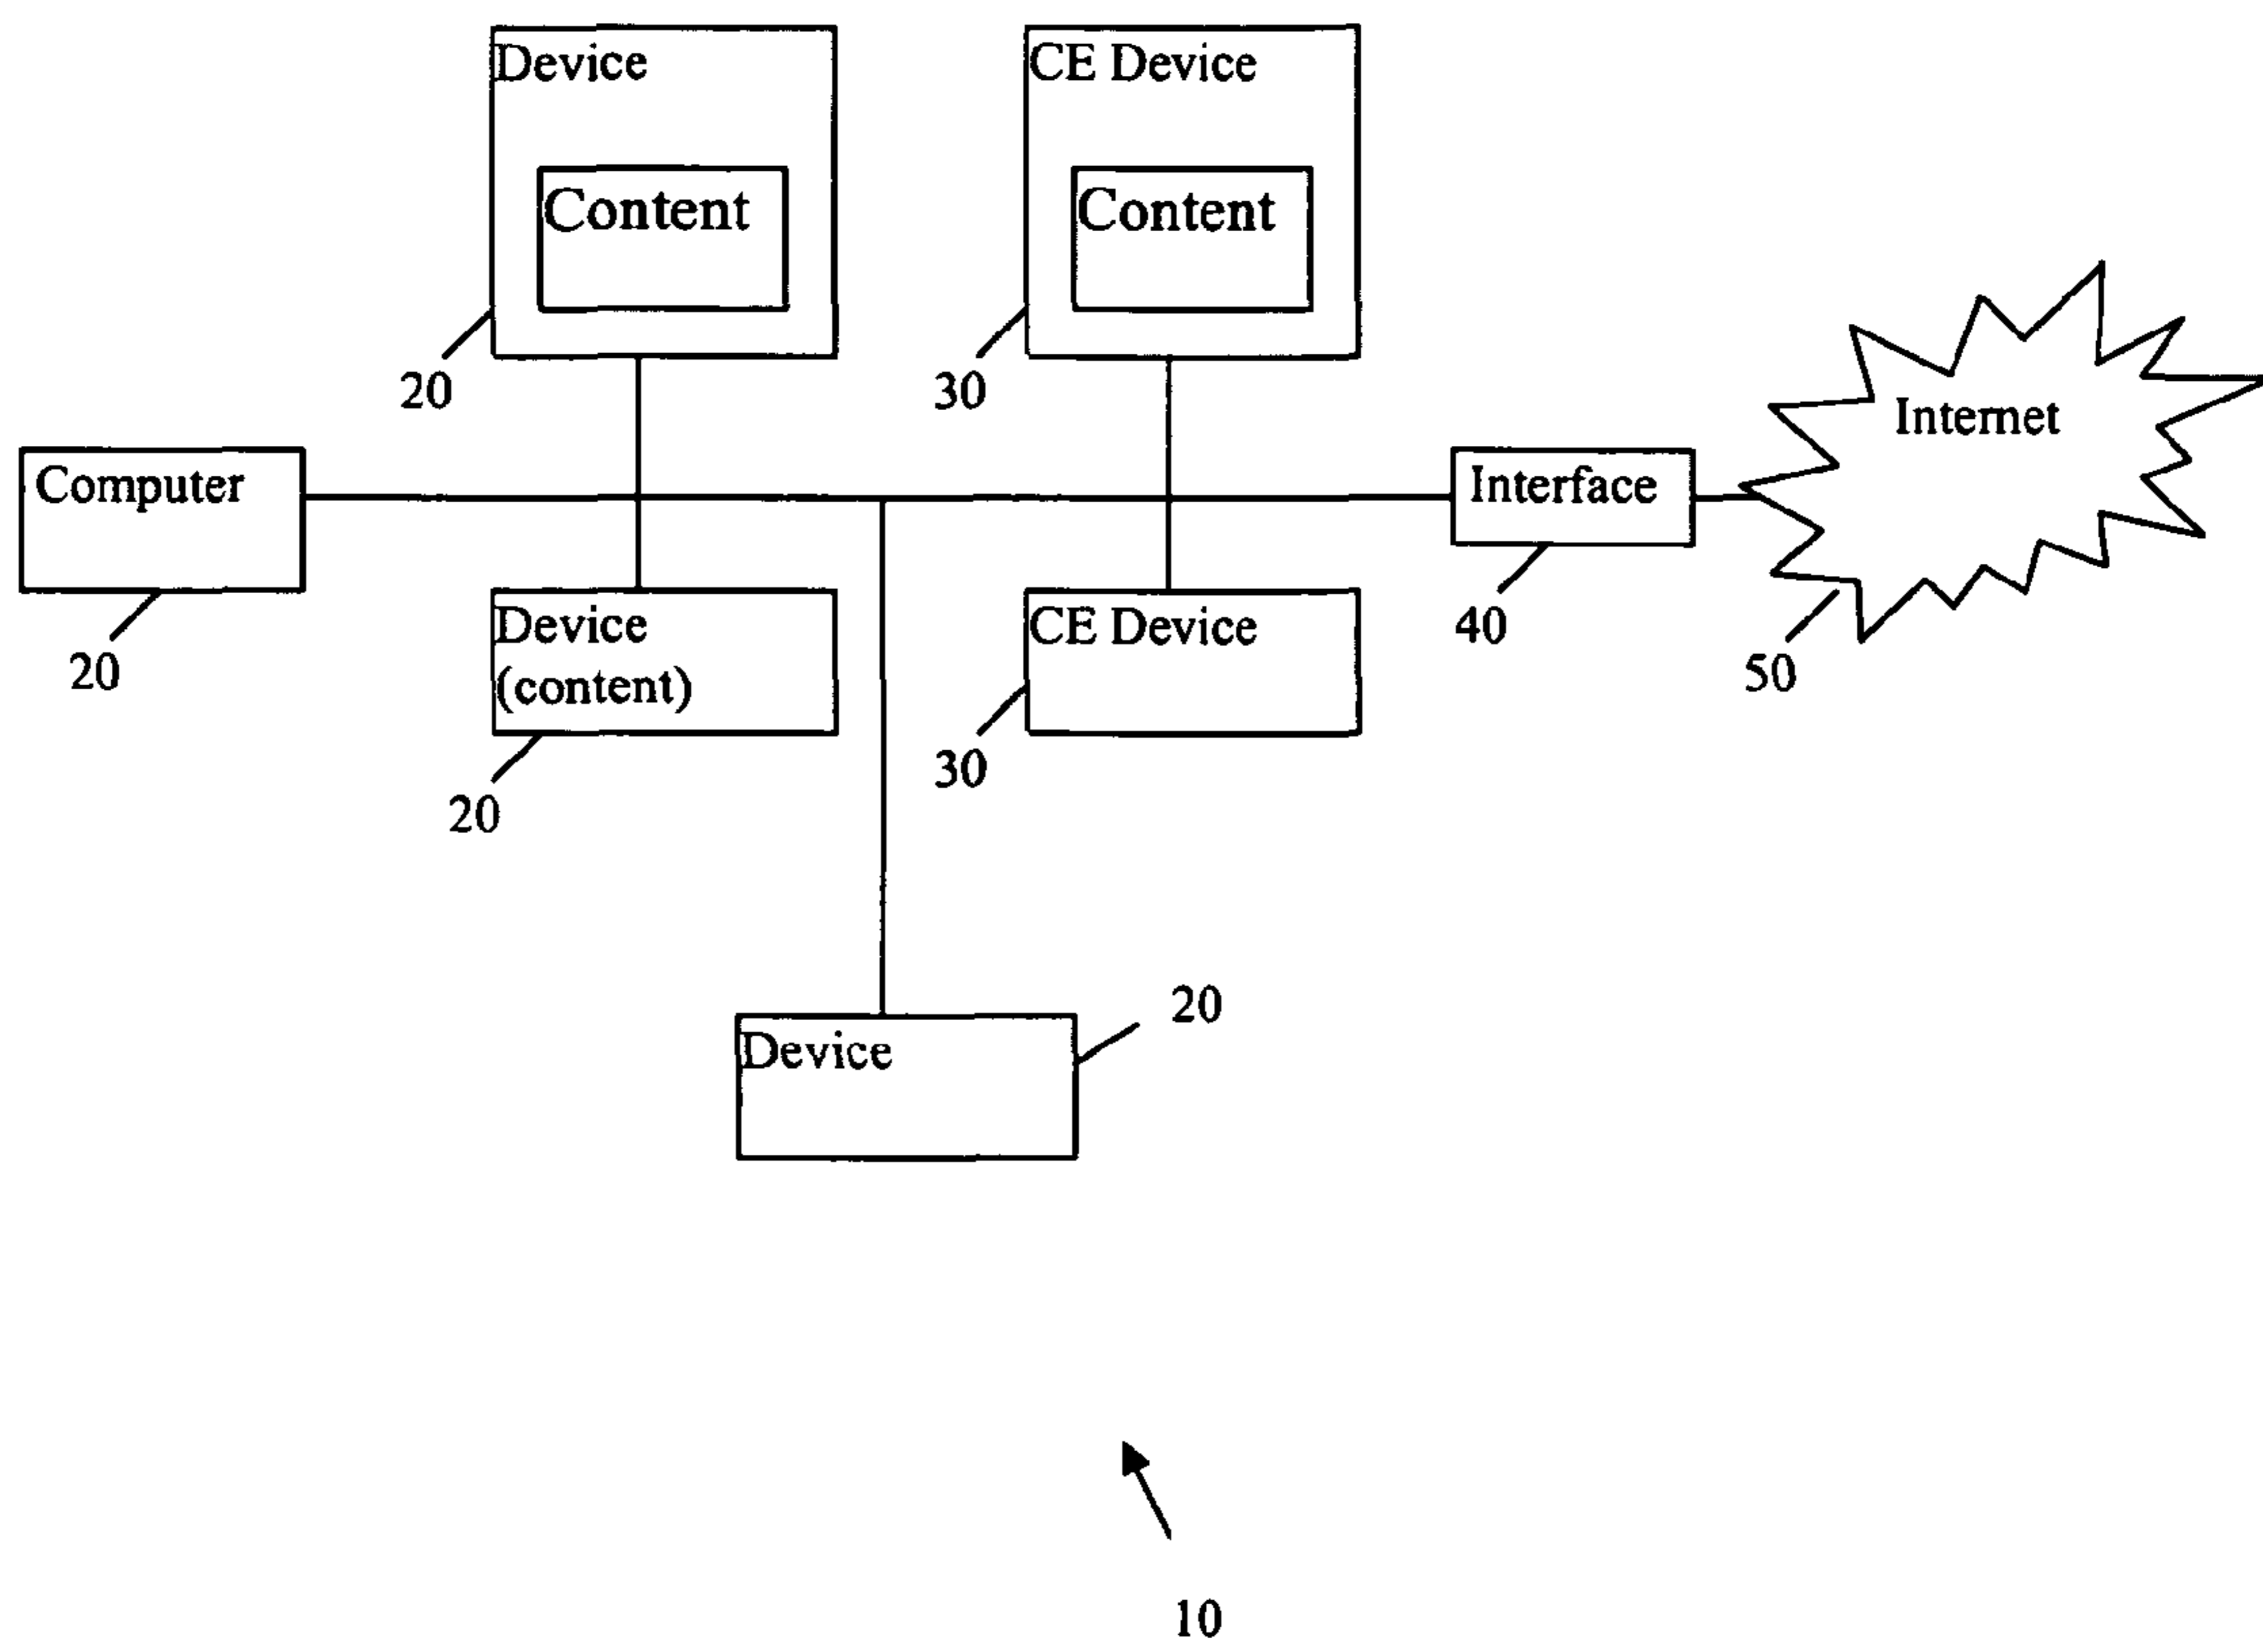 Device
Content
20
CE Device
Content
30
Computer
20
Device
(content)
20
CE Device
30
Interface
40
Internet
50
Device
20
10